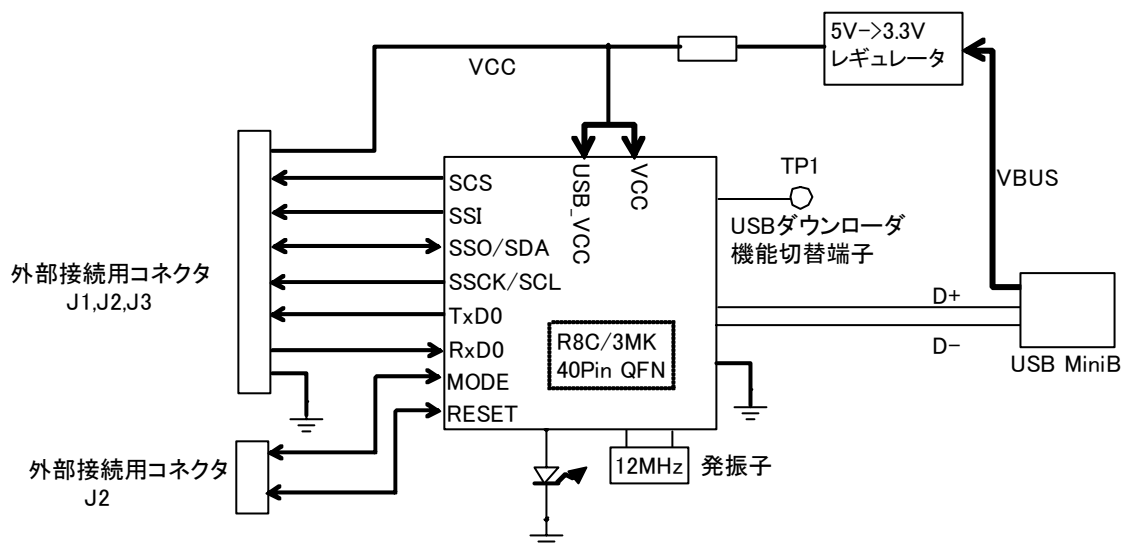 5V->3.3V
レギュレータ
VCC
USB_VCC
VCC
TP1
VBUS
USBダウンローダ
機能切替端子
SCS
SSI
SSO/SDA
SSCK/SCL
TxD0
RxD0
MODE
RESET
外部接続用コネクタ
J1,J2,J3
R8C/3MK
40Pin QFN
D+
D-
USB MiniB
外部接続用コネクタ
J2
12MHz
発振子